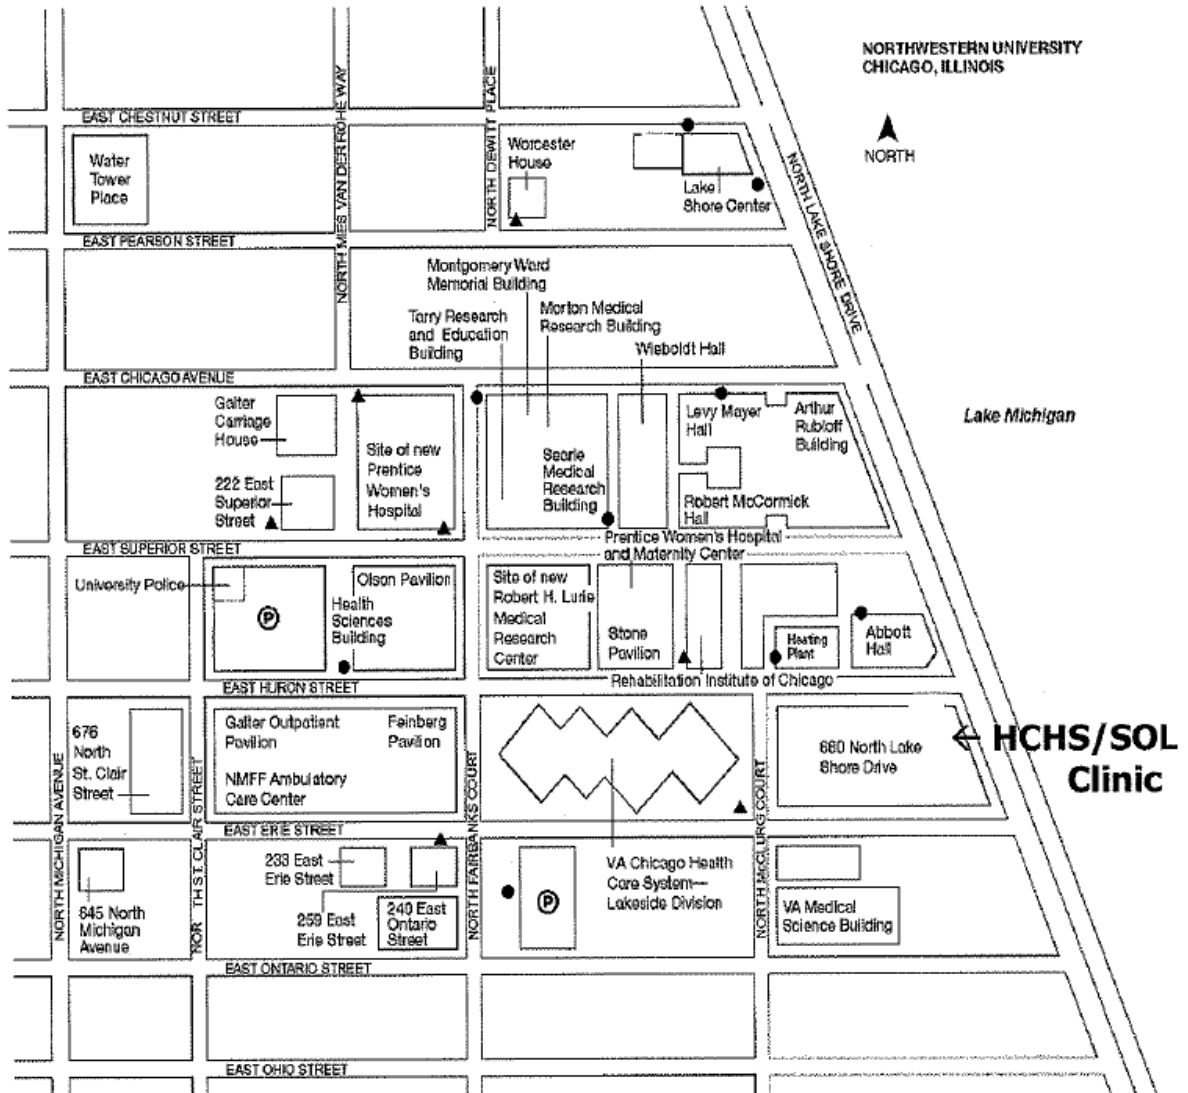 NORTHWESTERN UNIVERSITY
CHICAGO, ILLINOIS
NORTH
EAST CHESTNUT STREET
NORTH MIES VAN DER ROHE WAY
NORTH DEWITT PLACE
NORTH LAKE SHORE DRIVE
Water
Tower
Place
Worcester
House
Lake
Shore Center
EAST PEARSON STREET
Montgomery Ward
Memorial Building
Tarry Research
and Education
Building
Morton Medical
Research Building
Wieboldt Hall
EAST CHICAGO AVENUE
Lake Michigan
Galter
Carriage
House
222 East
Superior
Street
Site of new
Prentice
Women's
Hospital
Searle
Medical
Research
Building
Levy Mayer
Hall
Arthur
Rubloff
Building
Robert McCormick
Hall
EAST SUPERIOR STREET
Prentice Women's Hospital
and Maternity Center
University Police
P
Olson Pavilion
Health
Sciences
Building
Site of new
Robert H. Lurie
Medical
Research
Center
Stone
Pavilion
Heating
Plant
Abbott
Hall
Rehabilitation Institute of Chicago
EAST HURON STREET
676
North
St. Clair
Street
Galter Outpatient
Pavilion
Feinberg
Pavilion
NMFF Ambulatory
Care Center
680 North Lake
Shore Drive
HCHS/SOL
Clinic
NORTH MICHIGAN AVENUE
NOR TH ST. CLAIR STREET
NORTH FAIRBANKS COURT
NORTH McCLURG COURT
EAST ERIE STREET
645 North
Michigan
Avenue
233 East
Erie Street
259 East
Erie Street
240 East
Ontario
Street
P
VA Chicago Health
Care System—
Lakeside Division
VA Medical
Science Building
EAST ONTARIO STREET
EAST OHIO STREET